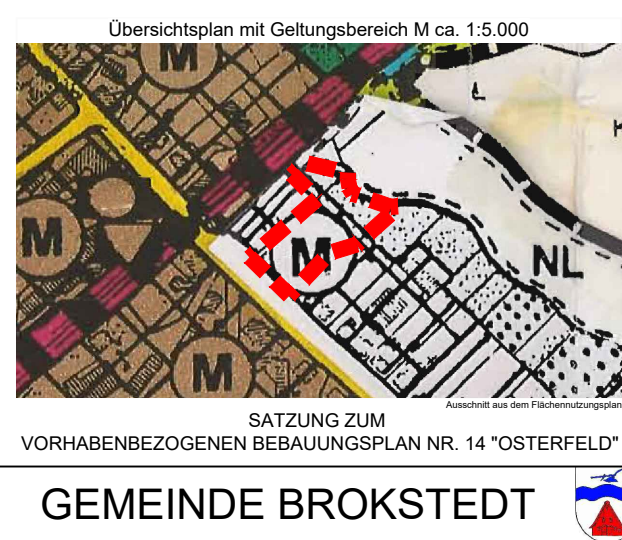 Übersichtsplan mit Geltungsbereich M ca. 1:5.000
M
L
M
M
NL
M
Ausschnitt aus dem Flächennutzungsplan
SATZUNG ZUM
VORHABENBEZOGENEN BEBAUUNGSPLAN NR. 14 "OSTERFELD"
GEMEINDE BROKSTEDT